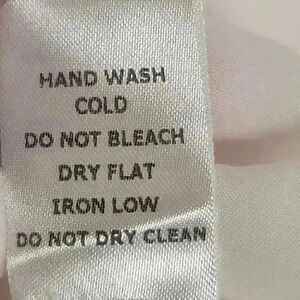 HAND WASH
COLD
DO NOT BLEACH
DRY FLAT
IRON LOW
DO NOT DRY CLEAN